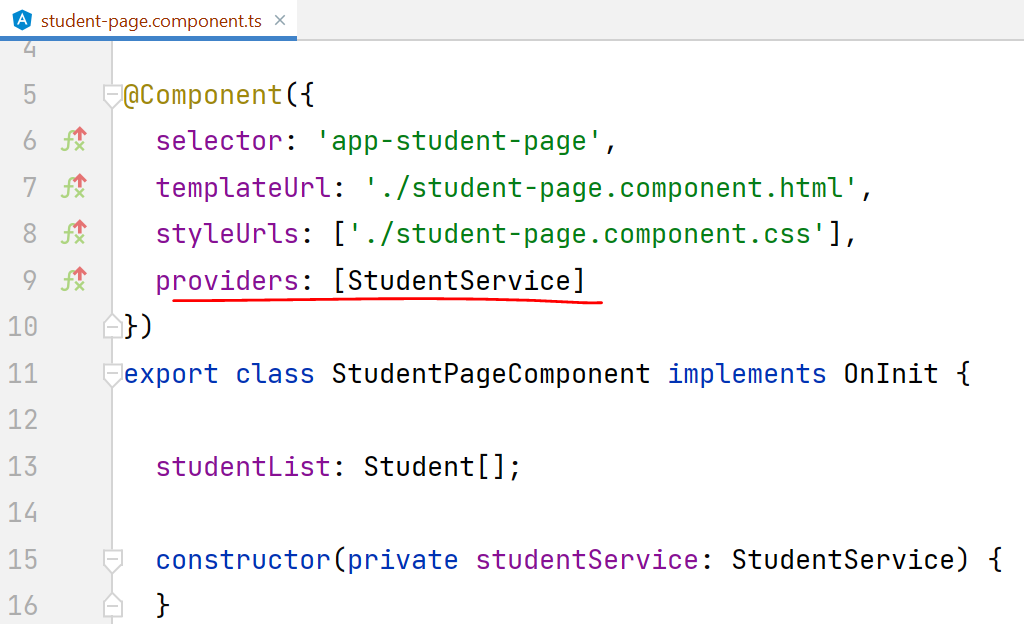 student-page.component.ts ×
4
5 @Component({
6 selector: 'app-student-page',
7 templateUrl: './student-page.component.html',
8 styleUrls: ['./student-page.component.css'],
9 providers: [StudentService]
10 })
11 export class StudentPageComponent implements OnInit {
12
13 studentList: Student[];
14
15 constructor(private studentService: StudentService) {
16 }